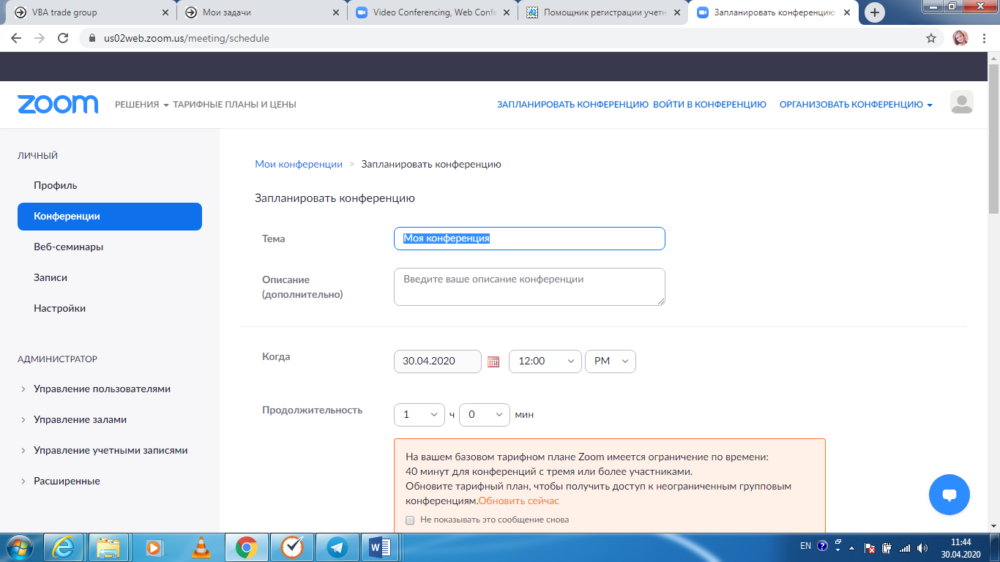 VBA trade group
Мои задачи
Video Conferencing, Web Confe
Помощник регистрации учетн
Запланировать конференцию
us02web.zoom.us/meeting/schedule
zoom
РЕШЕНИЯ
ТАРИФНЫЕ ПЛАНЫ И ЦЕНЫ
ЗАПЛАНИРОВАТЬ КОНФЕРЕНЦИЮ
ВОЙТИ В КОНФЕРЕНЦИЮ
ОРГАНИЗОВАТЬ КОНФЕРЕНЦИЮ
ЛИЧНЫЙ
Профиль
Конференции
Веб-семинары
Записи
Настройки
АДМИНИСТРАТОР
Управление пользователями
Управление залами
Управление учетными записями
Расширенные
Мои конференции > Запланировать конференцию
Запланировать конференцию
Тема
Моя конференция
Описание
(дополнительно)
Введите ваше описание конференции
Когда
30.04.2020
12:00
PM
Продолжительность
1 ч 0 мин
На вашем базовом тарифном плане Zoom имеется ограничение по времени:
40 минут для конференций с тремя или более участниками.
Обновите тарифный план, чтобы получить доступ к неограниченным групповым
конференциям.Обновить сейчас
Не показывать это сообщение снова
EN
11:44
30.04.2020